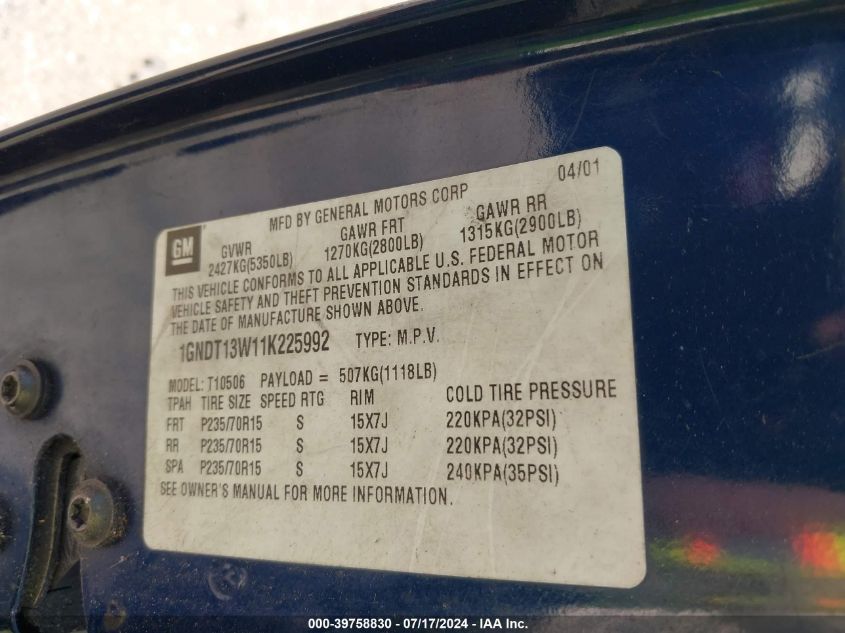 04/01
GM
MFD BY GENERAL MOTORS CORP
GVWR GAWR FRT GAWR RR
2427KG(5350LB) 1270KG(2800LB) 1315KG(2900LB)
THIS VEHICLE CONFORMS TO ALL APPLICABLE U.S. FEDERAL MOTOR
VEHICLE SAFETY AND THEFT PREVENTION STANDARDS IN EFFECT ON
THE DATE OF MANUFACTURE SHOWN ABOVE.
1GNDT13W11K225992 TYPE: M.P.V.
MODEL: T10506 PAYLOAD = 507KG(1118LB)
TPAH TIRE SIZE SPEED RTG RIM COLD TIRE PRESSURE
FRT P235/70R15 S 15X7J 220KPA(32PSI)
RR P235/70R15 S 15X7J 220KPA(32PSI)
SPA P235/70R15 S 15X7J 240KPA(35PSI)
SEE OWNER'S MANUAL FOR MORE INFORMATION.
000-39758830 - 07/17/2024 - IAA Inc.